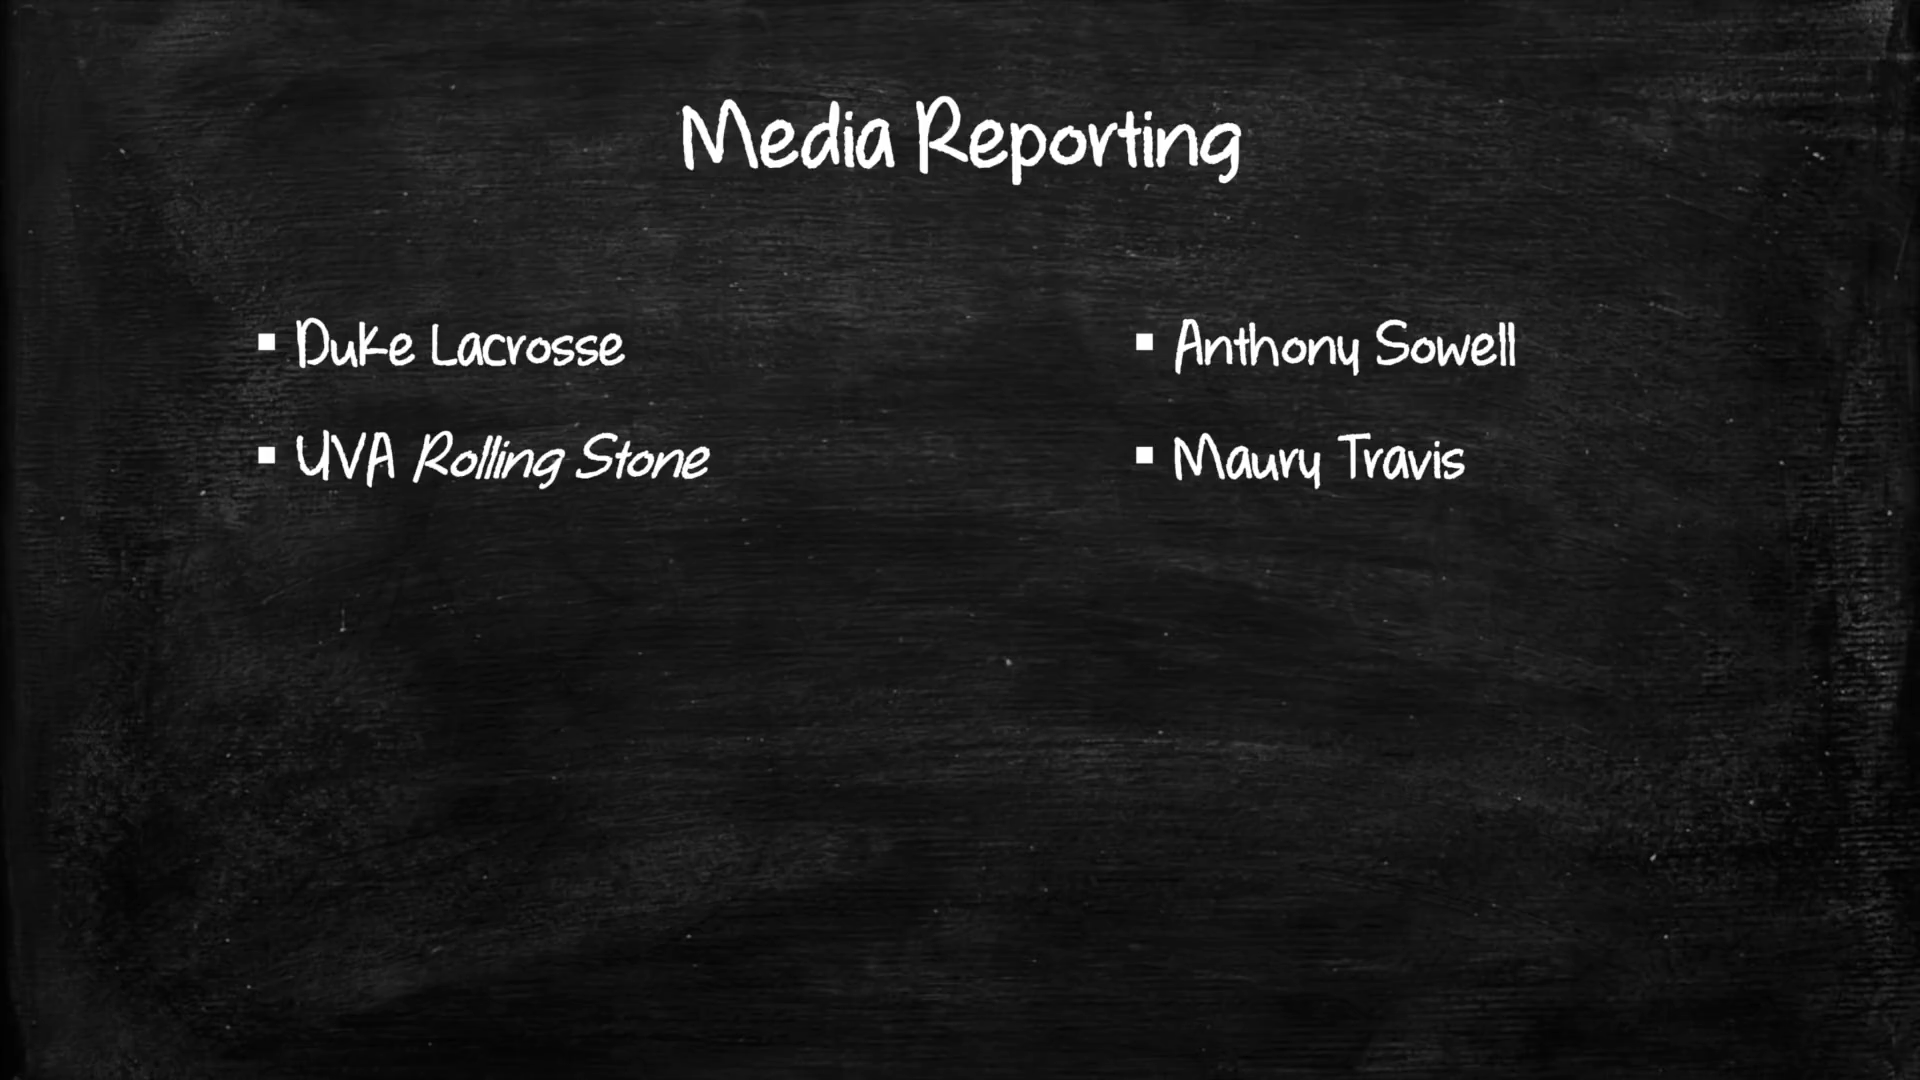 Media Reporting
▪ Duke Lacrosse
▪ UVA Rolling Stone
▪ Anthony Sowell
▪ Maury Travis